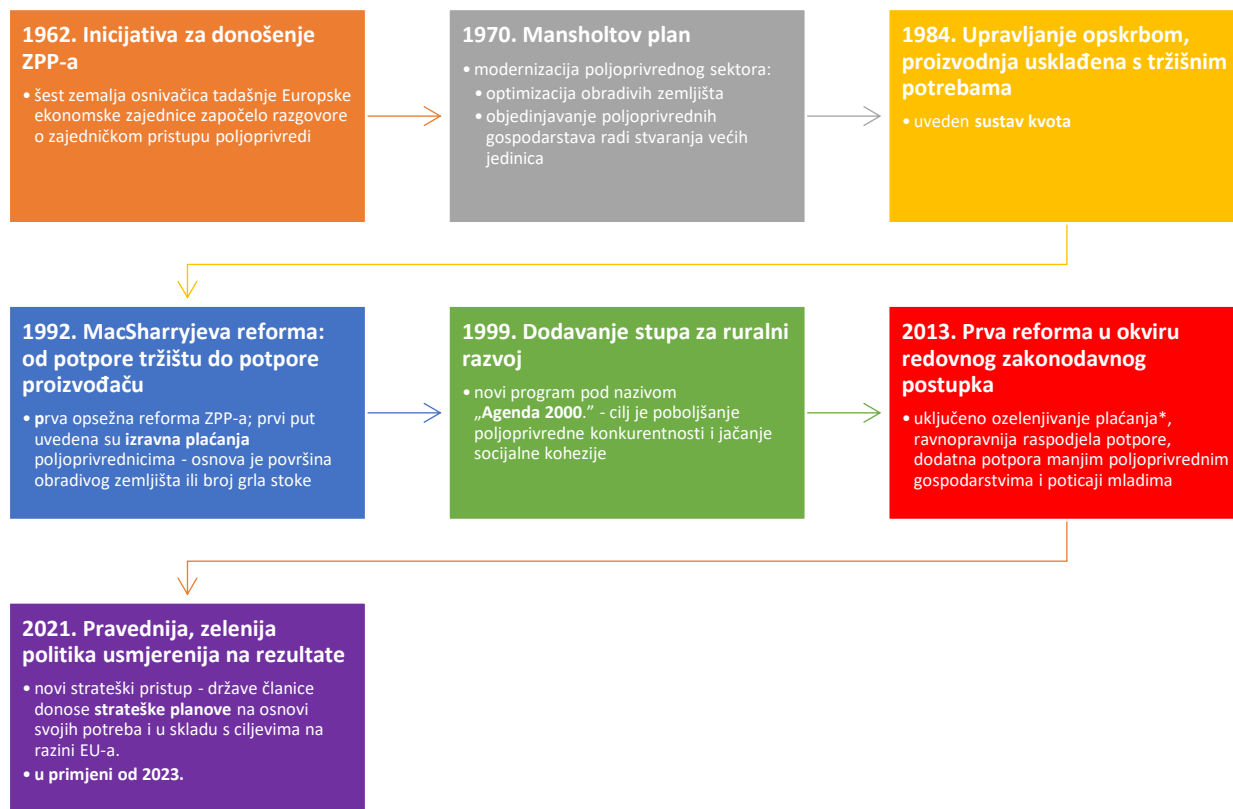 1962. Inicijativa za donošenje
ZPP-a
• šest zemalja osnivačica tadašnje Europske
ekonomske zajednice započelo razgovore
o zajedničkom pristupu poljoprivredi
1970. Mansholtov plan
• modernizacija poljoprivrednog sektora:
• optimizacija obradivih zemljišta
• objedinjavanje poljoprivrednih
gospodarstava radi stvaranja većih
jedinica
1984. Upravljanje opskrbom,
proizvodnja usklađena s tržišnim
potrebama
• uveden sustav kvota
1992. MacSharryjeva reforma:
od potpore tržištu do potpore
proizvođaču
• prva opsežna reforma ZPP-a; prvi put
uvedena su izravna plaćanja
poljoprivrednicima - osnova je površina
obradivog zemljišta ili broj grla stoke
1999. Dodavanje stupa za ruralni
razvoj
• novi program pod nazivom
„Agenda 2000.” - cilj je poboljšanje
poljoprivredne konkurentnosti i jačanje
socijalne kohezije
2013. Prva reforma u okviru
redovnog zakonodavnog
postupka
• uključeno ozelenjivanje plaćanja*,
ravnopravnija raspodjela potpore,
dodatna potpora manjim poljoprivrednim
gospodarstvima i poticaji mladima
2021. Pravednija, zelenija
politika usmjerenija na rezultate
• novi strateški pristup - države članice
donose strateške planove na osnovi
svojih potreba i u skladu s ciljevima na
razini EU-a.
• u primjeni od 2023.